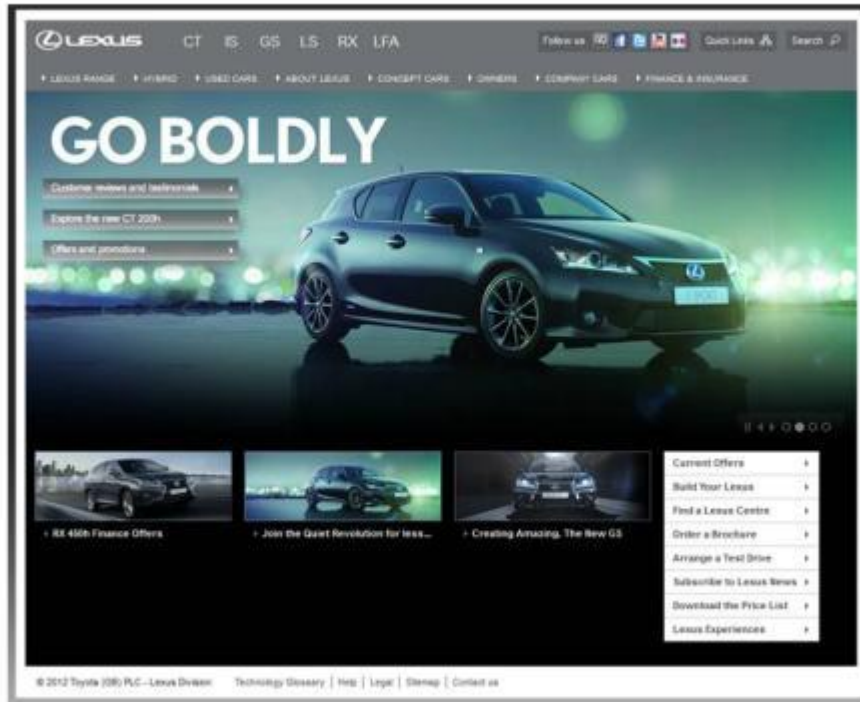 LEXUS CT IS GS LS RX LFA Follow us Quick Links Search
LEXUS RANGE HYBRID USED CARS ABOUT LEXUS CONCEPT CARS OWNERS COMPANY CARS FINANCE & INSURANCE
GO BOLDLY
Customer reviews and testimonials
Explore the new CT 200h
Offers and promotions
RX 450h Finance Offers
Join the Quiet Revolution for less...
Creating Amazing, The New GS
Current Offers
Build Your Lexus
Find a Lexus Centre
Order a Brochure
Arrange a Test Drive
Subscribe to Lexus News
Download the Price List
Lexus Experiences
© 2012 Toyota (GB) PLC - Lexus Division Technology Glossary | Help | Legal | Sitemap | Contact us